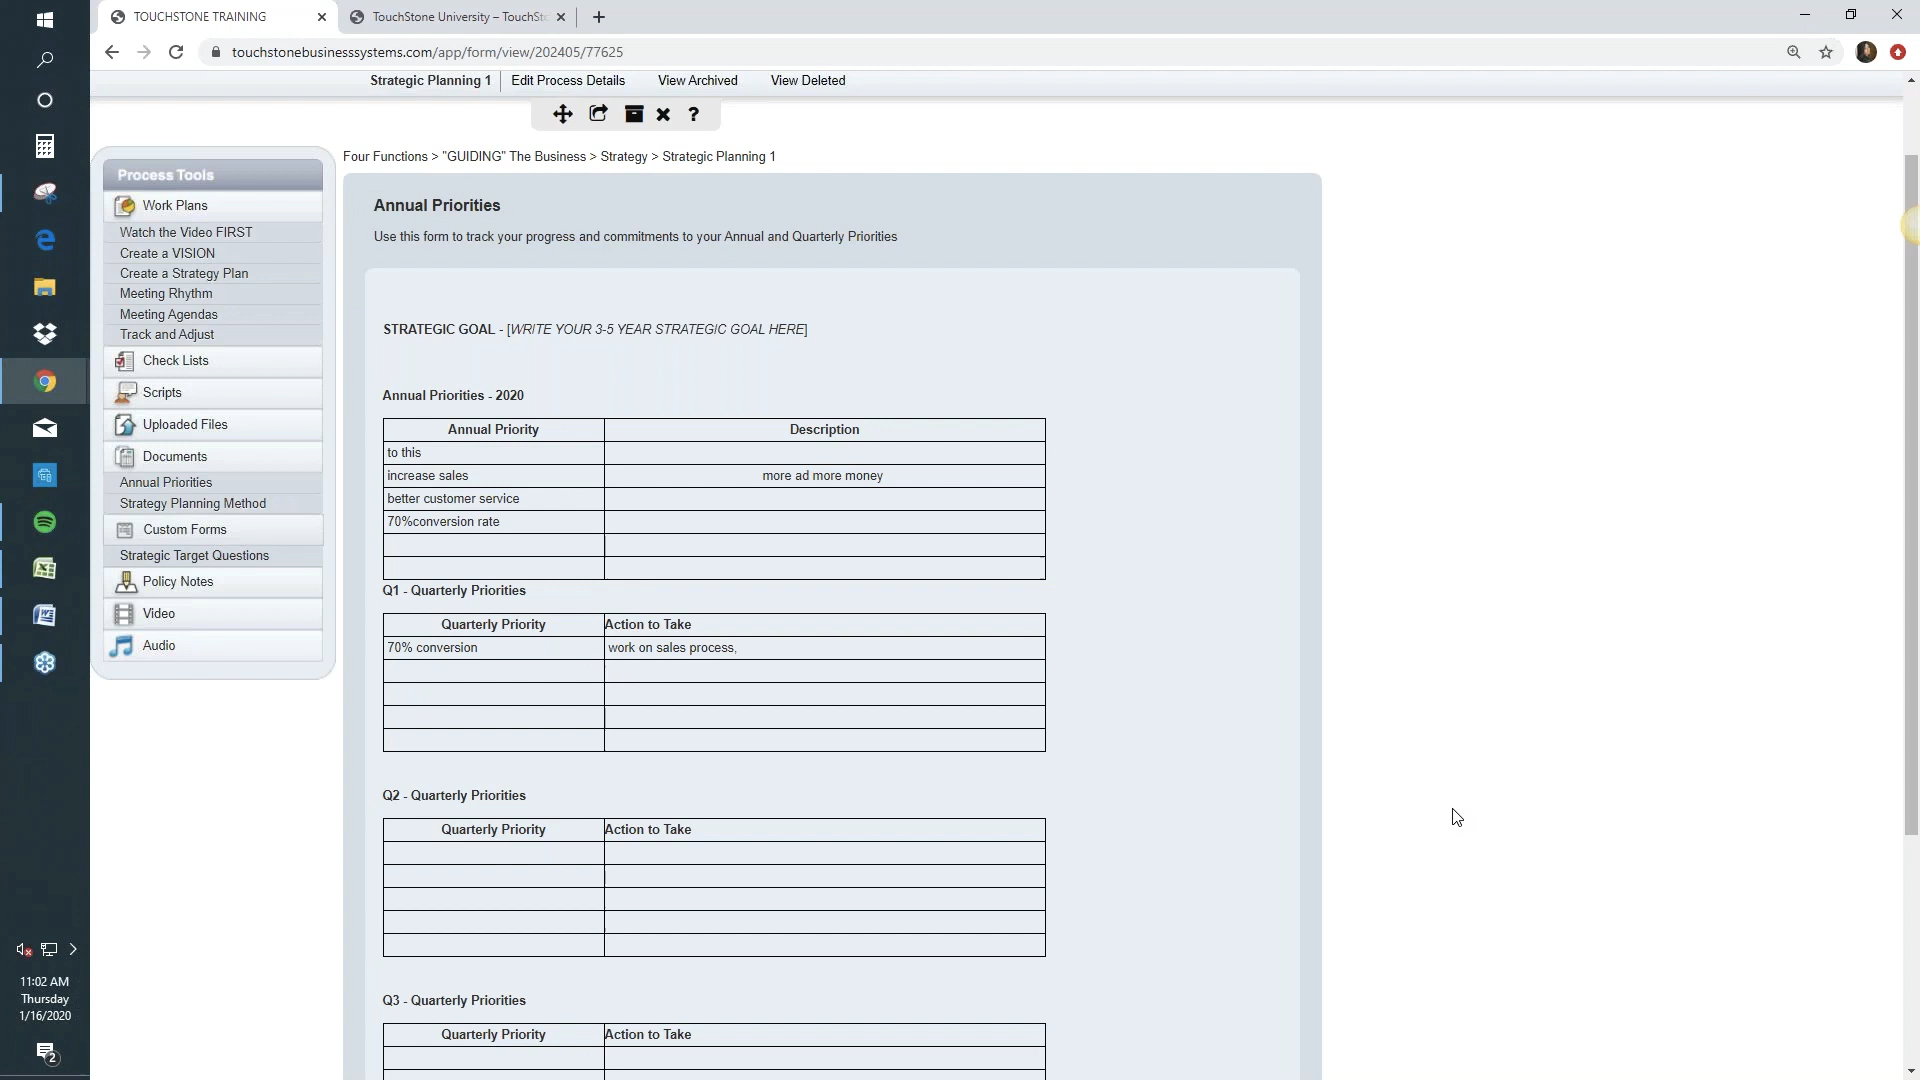 TOUCHSTONE TRAINING
TouchStone University – TouchSto
touchstonebusinesssystems.com/app/form/view/202405/77625
Strategic Planning 1 Edit Process Details View Archived View Deleted
?
Four Functions > "GUIDING" The Business > Strategy > Strategic Planning 1
Process Tools
Work Plans
Watch the Video FIRST
Create a VISION
Create a Strategy Plan
Meeting Rhythm
Meeting Agendas
Track and Adjust
Check Lists
Scripts
Uploaded Files
Documents
Annual Priorities
Strategy Planning Method
Custom Forms
Strategic Target Questions
Policy Notes
Video
Audio
Annual Priorities
Use this form to track your progress and commitments to your Annual and Quarterly Priorities
STRATEGIC GOAL - [WRITE YOUR 3-5 YEAR STRATEGIC GOAL HERE]
Annual Priorities - 2020
Annual Priority Description
to this
increase sales more ad more money
better customer service
70%conversion rate
Q1 - Quarterly Priorities
Quarterly Priority Action to Take
70% conversion work on sales process,
Q2 - Quarterly Priorities
Quarterly Priority Action to Take
Q3 - Quarterly Priorities
Quarterly Priority Action to Take
11:02 AM
Thursday
1/16/2020
2